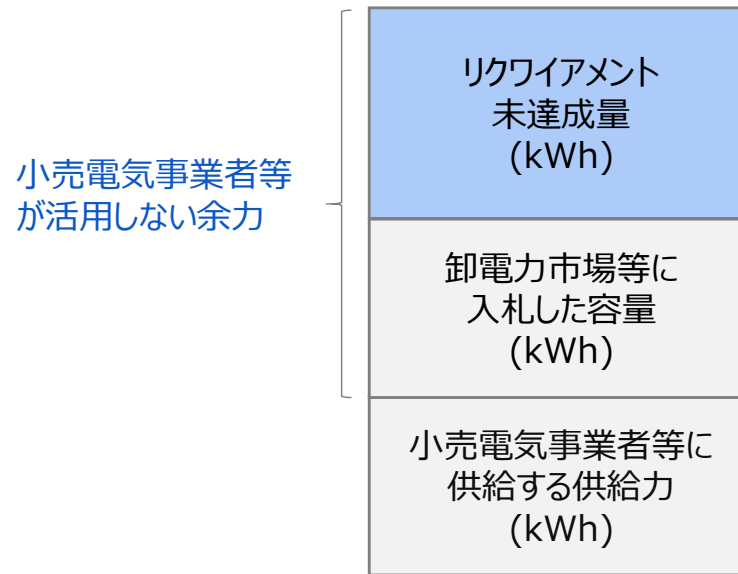 リクワイアメント
未達成量
(kWh)
小売電気事業者等
が活用しない余力
卸電力市場等に
入札した容量
(kWh)
小売電気事業者等に
供給する供給力
(kWh)